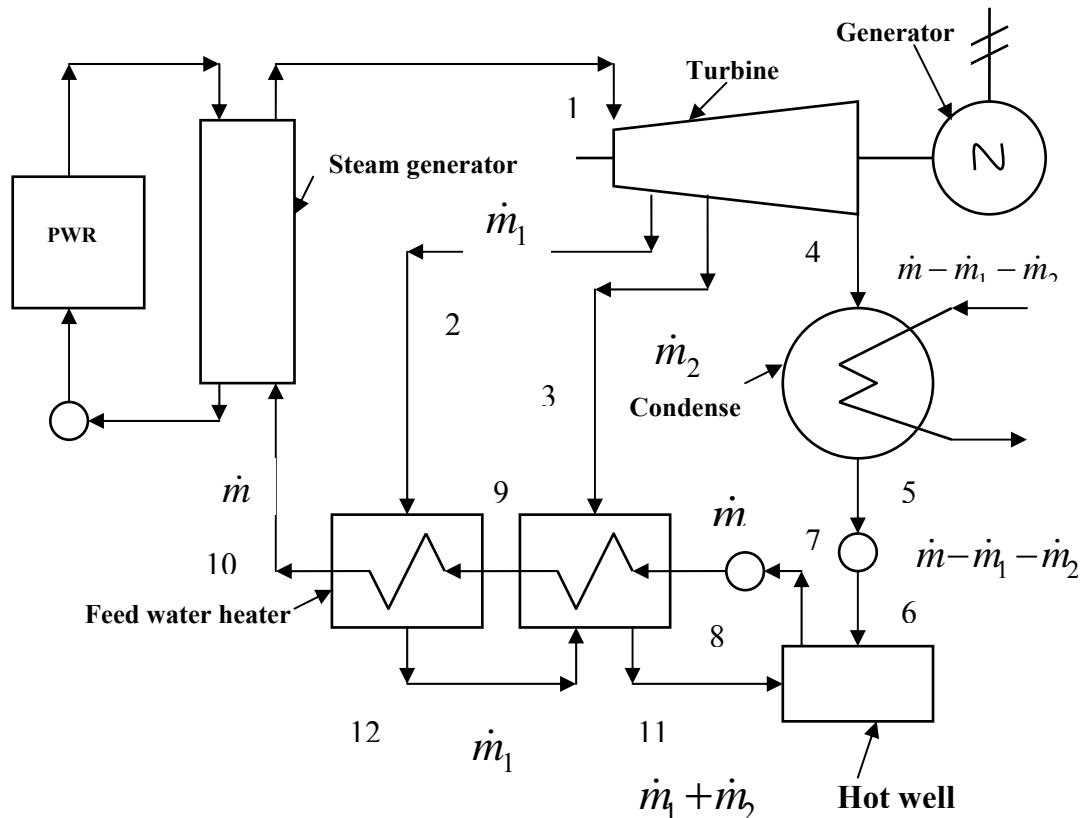 Generator
Turbine
1
Steam generator
ṁ₁
PWR
4
ṁ − ṁ₁ − ṁ₂
2
ṁ₂
3
Condense
ṁ
9
5
ṁ
7
ṁ − ṁ₁ − ṁ₂
10
Feed water heater
8
6
12
ṁ₁
11
ṁ₁ + ṁ₂
Hot well